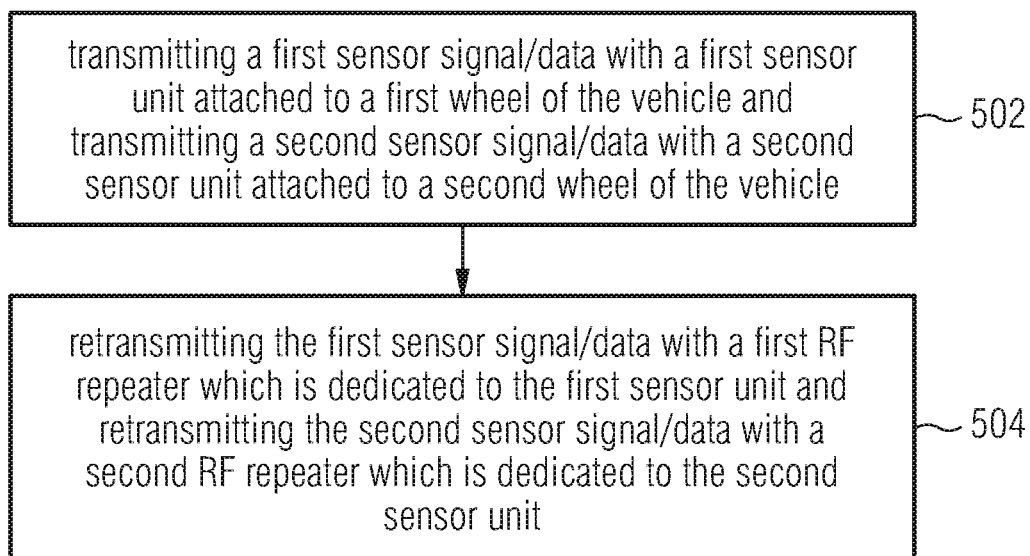 transmitting a first sensor signal/data with a first sensor
unit attached to a first wheel of the vehicle and
transmitting a second sensor signal/data with a second
sensor unit attached to a second wheel of the vehicle
502
retransmitting the first sensor signal/data with a first RF
repeater which is dedicated to the first sensor unit and
retransmitting the second sensor signal/data with a
second RF repeater which is dedicated to the second
sensor unit
504